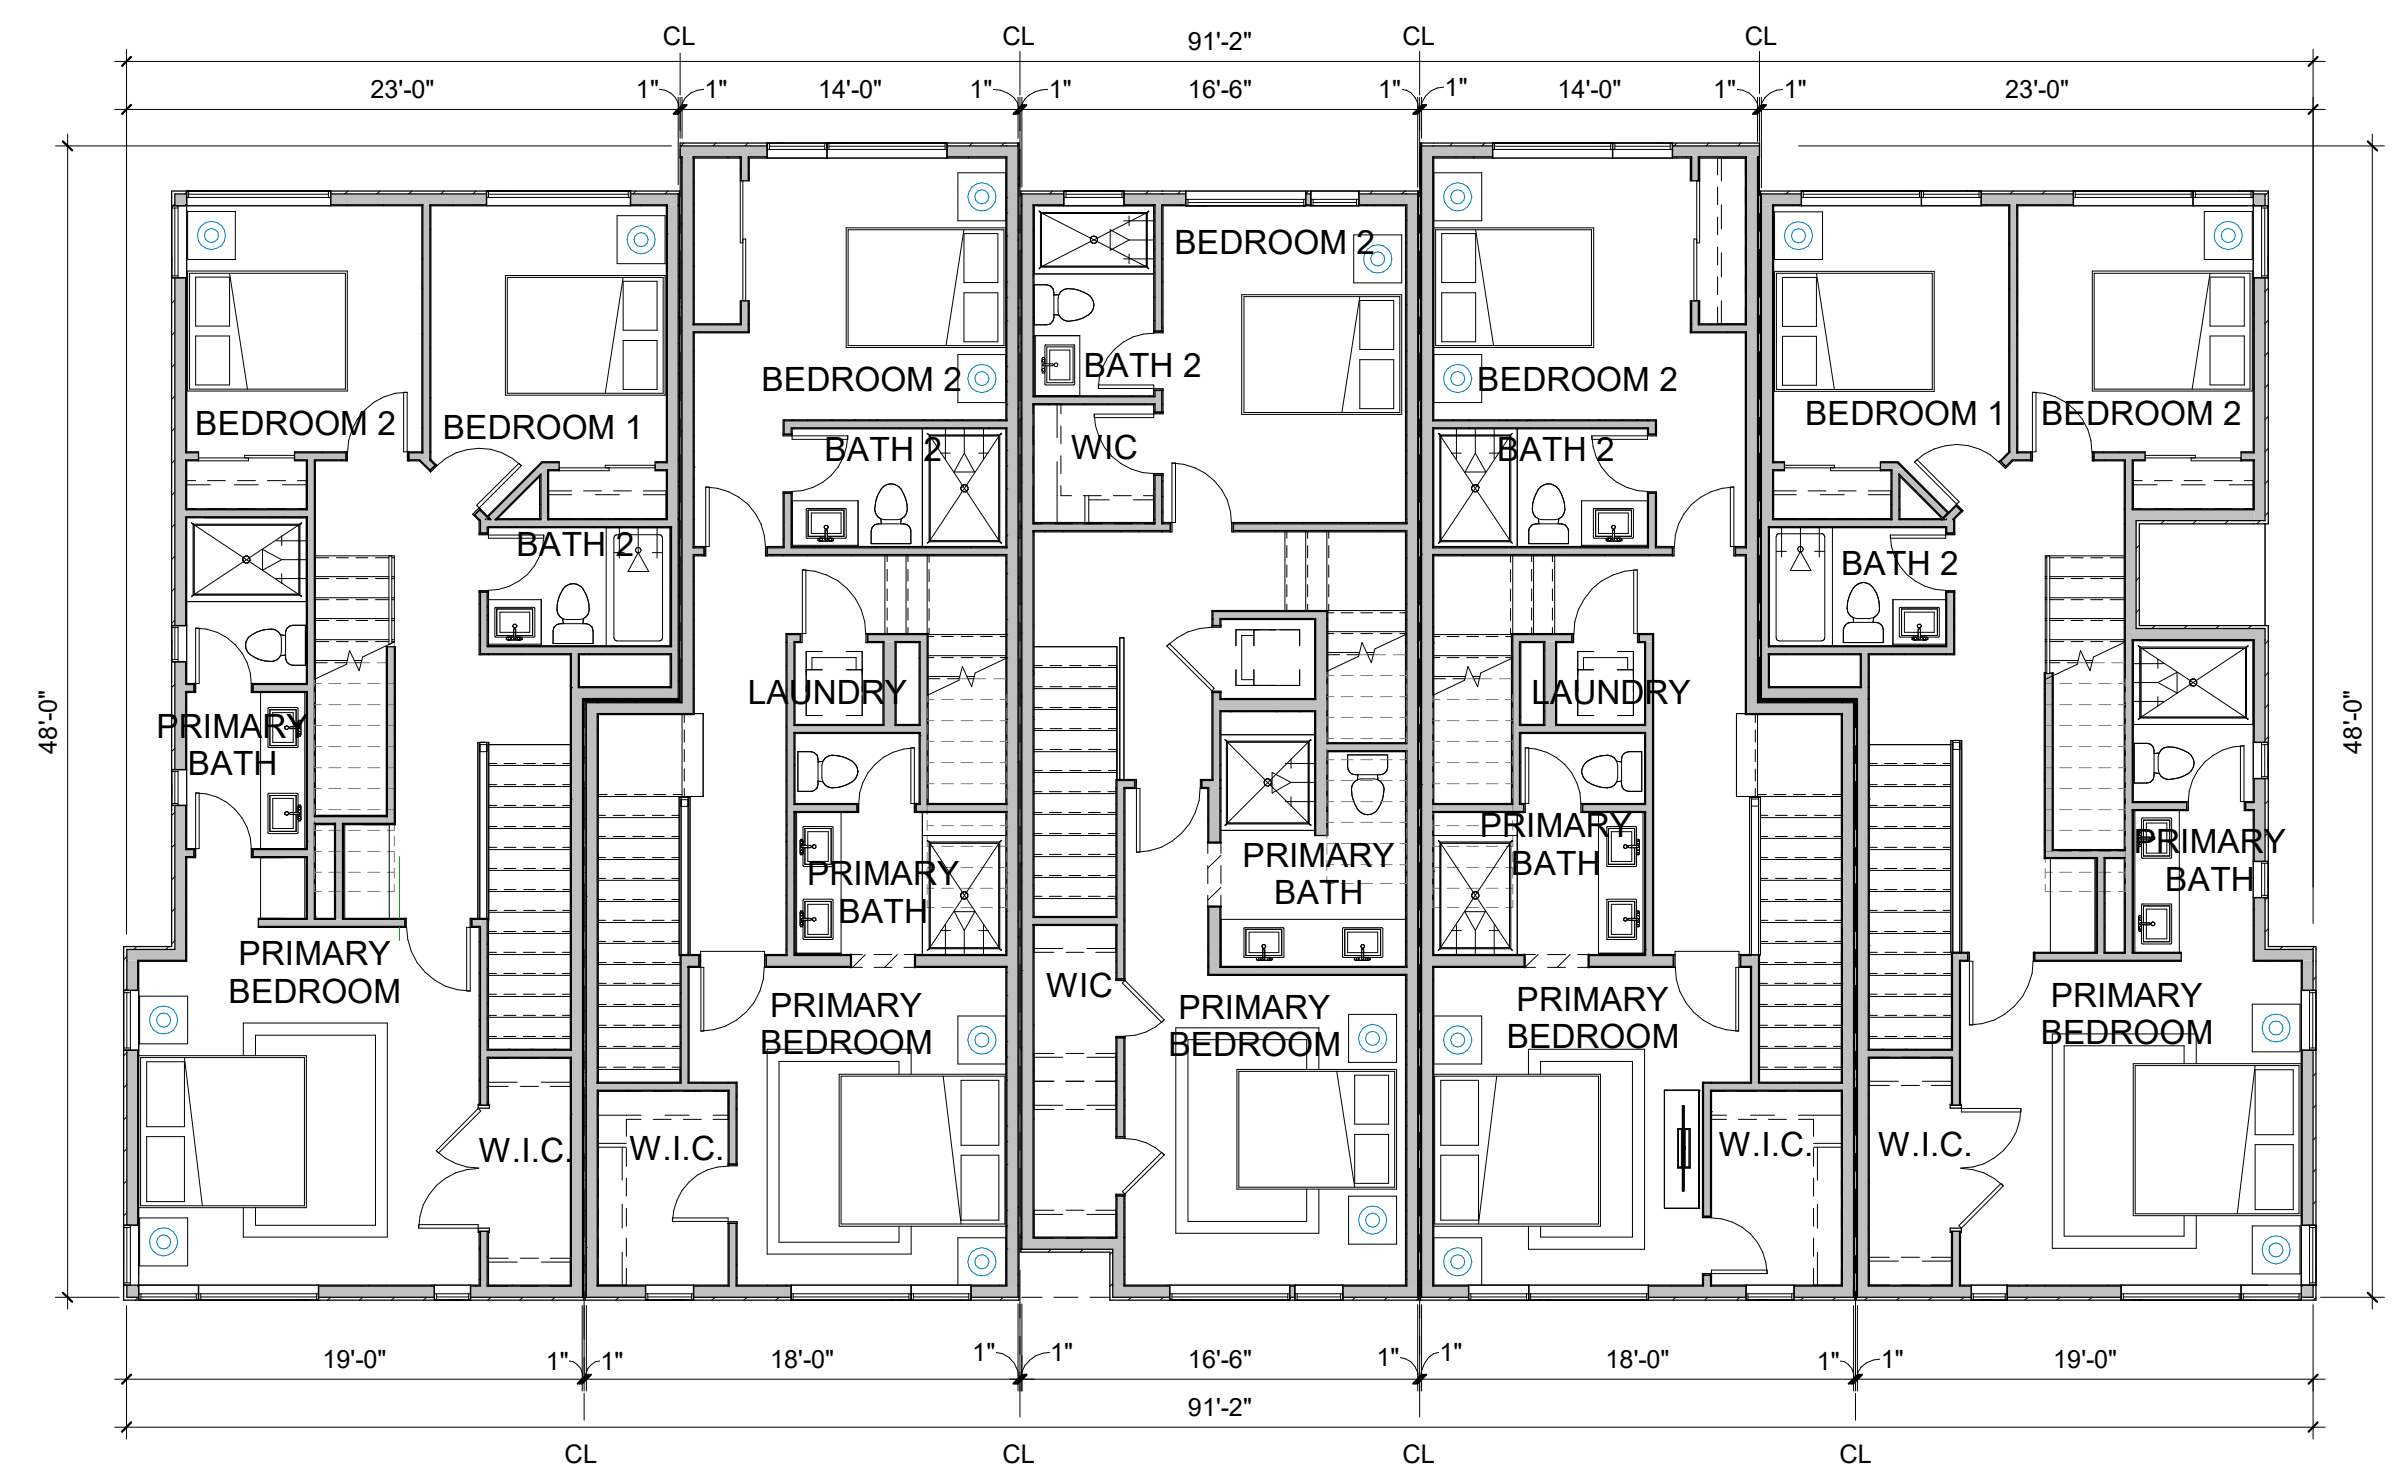 CL CL CL CL
91'-2"
23'-0" 1" 1" 14'-0" 1" 1" 16'-6" 1" 1" 14'-0" 1" 1" 23'-0"
BEDROOM 2
BEDROOM 2
BATH 2
BEDROOM 2
BEDROOM 2
BEDROOM 1
BEDROOM 2
BEDROOM 2
BEDROOM 1
BATH 2
WIC
BATH 2
BATH 2
BATH 2
LAUNDRY
LAUNDRY
48'-0"
48'-0"
PRIMARY
BATH
PRIMARY
BATH
PRIMARY
BATH
PRIMARY
BATH
PRIMARY
BATH
PRIMARY
BEDROOM
WIC
PRIMARY
BEDROOM
PRIMARY
BEDROOM
PRIMARY
BEDROOM
PRIMARY
BEDROOM
W.I.C.
W.I.C.
W.I.C.
W.I.C.
19'-0" 1" 1" 18'-0" 1" 1" 16'-6" 1" 1" 18'-0" 1" 1" 19'-0"
91'-2"
CL CL CL CL